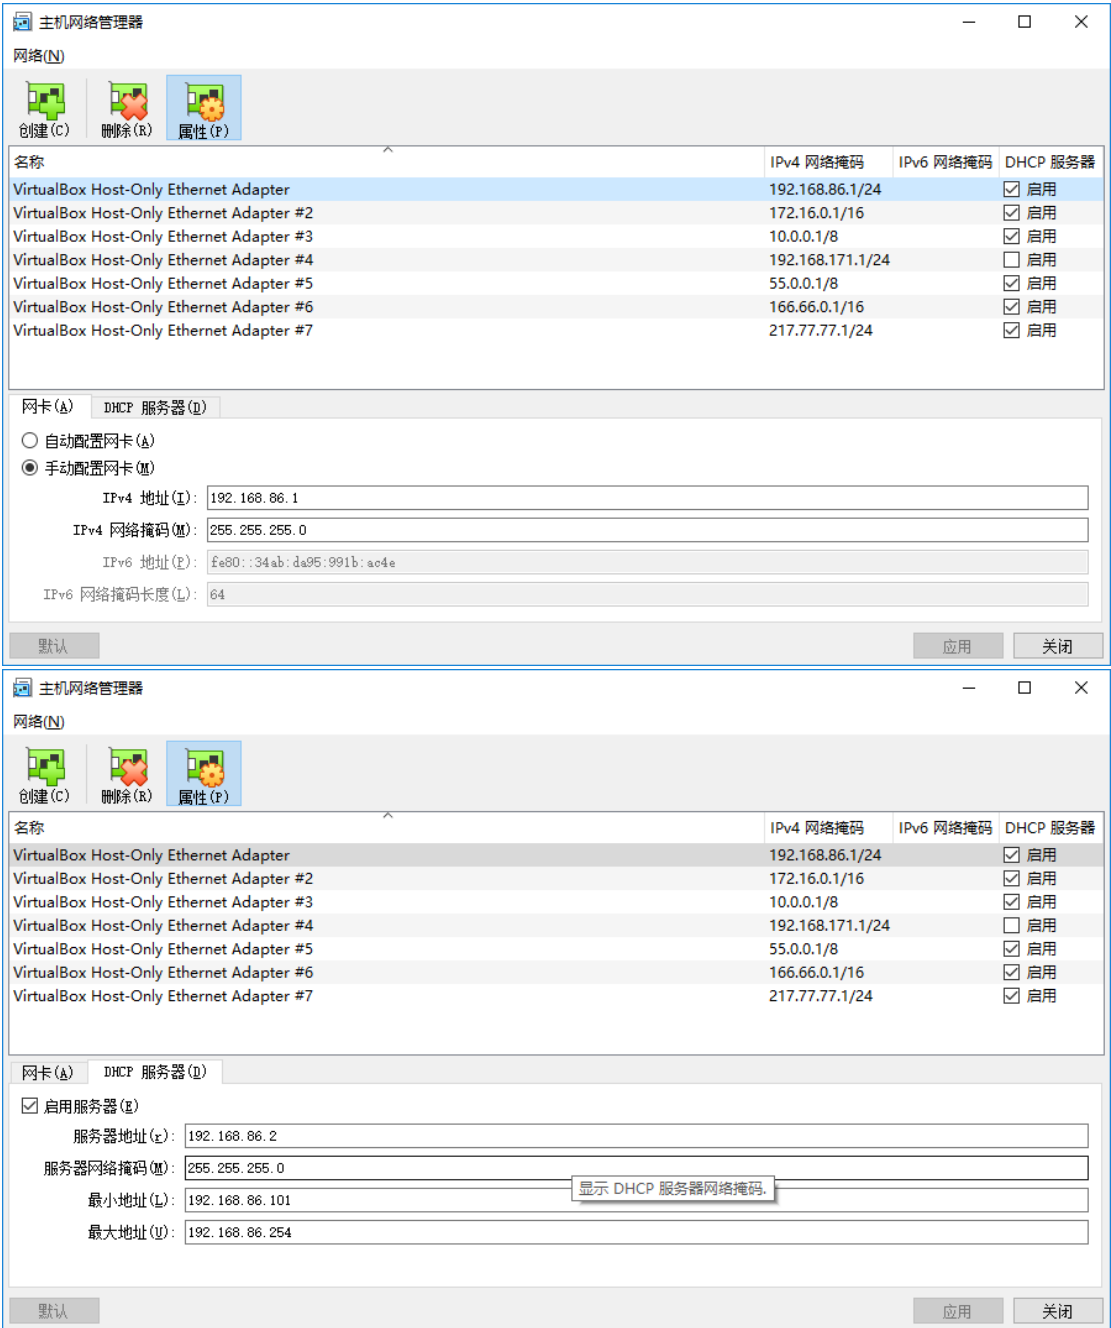 主机网络管理器
网络(N)
创建(C) 删除(R) 属性(P)
名称 IPv4 网络掩码 IPv6 网络掩码 DHCP 服务器
VirtualBox Host-Only Ethernet Adapter 192.168.86.1/24 启用
VirtualBox Host-Only Ethernet Adapter #2 172.16.0.1/16 启用
VirtualBox Host-Only Ethernet Adapter #3 10.0.0.1/8 启用
VirtualBox Host-Only Ethernet Adapter #4 192.168.171.1/24 启用
VirtualBox Host-Only Ethernet Adapter #5 55.0.0.1/8 启用
VirtualBox Host-Only Ethernet Adapter #6 166.66.0.1/16 启用
VirtualBox Host-Only Ethernet Adapter #7 217.77.77.1/24 启用
网卡(A) DHCP 服务器(D)
自动配置网卡(A)
手动配置网卡(M)
IPv4 地址(I): 192.168.86.1
IPv4 网络掩码(M): 255.255.255.0
IPv6 地址(P): fe80::34ab:da95:991b:ac4e
IPv6 网络掩码长度(L): 64
默认 应用 关闭
主机网络管理器
网络(N)
创建(C) 删除(R) 属性(P)
名称 IPv4 网络掩码 IPv6 网络掩码 DHCP 服务器
VirtualBox Host-Only Ethernet Adapter 192.168.86.1/24 启用
VirtualBox Host-Only Ethernet Adapter #2 172.16.0.1/16 启用
VirtualBox Host-Only Ethernet Adapter #3 10.0.0.1/8 启用
VirtualBox Host-Only Ethernet Adapter #4 192.168.171.1/24 启用
VirtualBox Host-Only Ethernet Adapter #5 55.0.0.1/8 启用
VirtualBox Host-Only Ethernet Adapter #6 166.66.0.1/16 启用
VirtualBox Host-Only Ethernet Adapter #7 217.77.77.1/24 启用
网卡(A) DHCP 服务器(D)
启用服务器(E)
服务器地址(r): 192.168.86.2
服务器网络掩码(M): 255.255.255.0
显示 DHCP 服务器网络掩码.
最小地址(L): 192.168.86.101
最大地址(U): 192.168.86.254
默认 应用 关闭